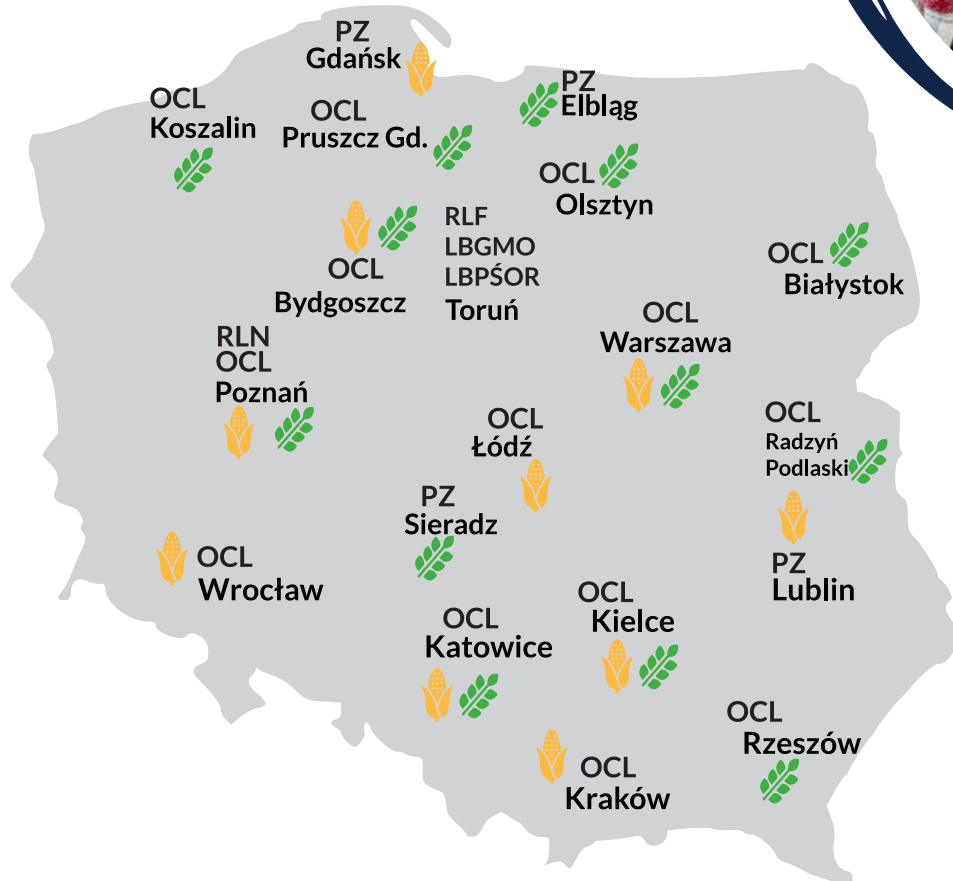 PZ
Gdańsk
OCL
Koszalin
OCL
Pruszcz Gd.
PZ
Elbląg
OCL
Olsztyn
OCL
Bydgoszcz
RLF
LBGMO
LBPŚOR
Toruń
OCL
Białystok
RLN
OCL
Poznań
OCL
Warszawa
OCL
Łódź
OCL
Radzyń
Podlaski
PZ
Sieradz
OCL
Wrocław
PZ
Lublin
OCL
Kielce
OCL
Katowice
OCL
Rzeszów
OCL
Kraków